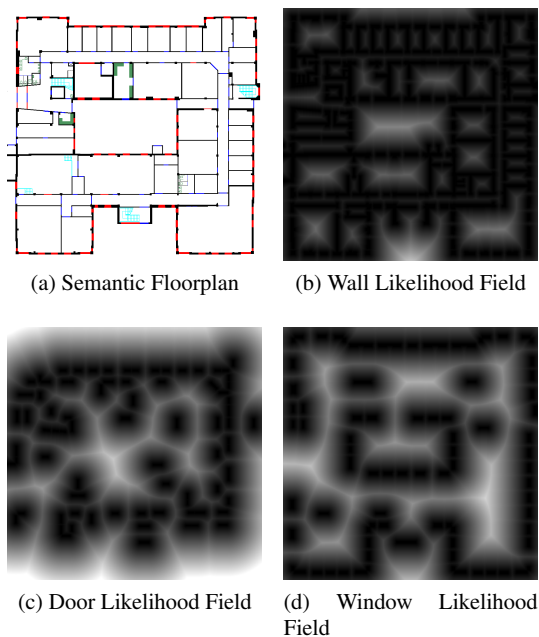 (a) Semantic Floorplan
(b) Wall Likelihood Field
(c) Door Likelihood Field
(d) Window Likelihood
Field